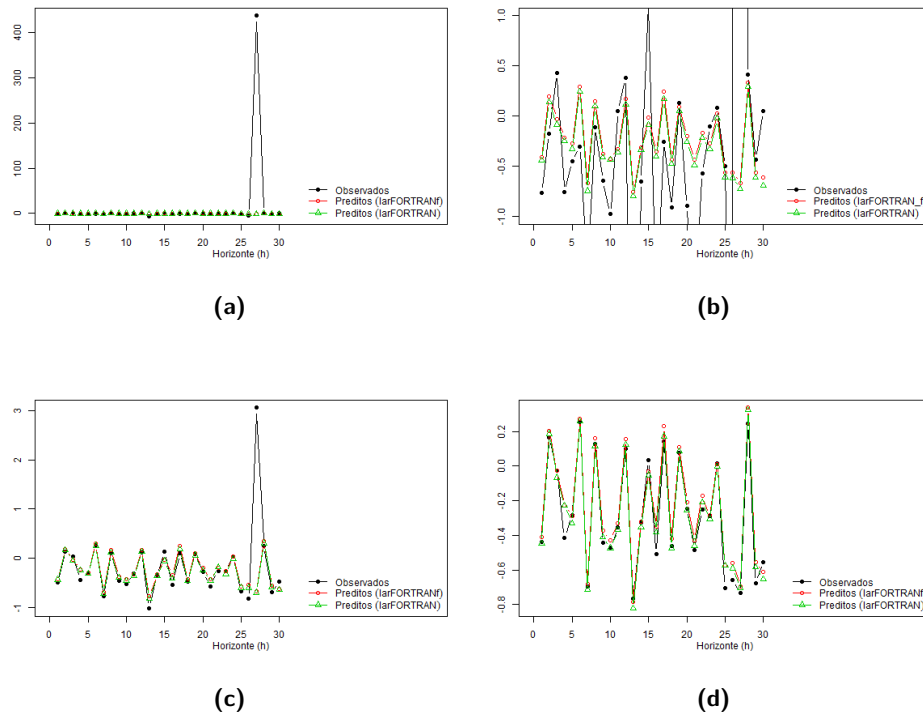 400
300
200
100
0
0 5 10 15 20 25 30
Horizonte (h)
Observados
Preditos (larFORTRANf)
Preditos (larFORTRAN)
(a)
1.0
0.5
0.0
-0.5
-1.0
0 5 10 15 20 25 30
Horizonte (h)
Observados
Preditos (larFORTRAN_f
Preditos (larFORTRAN)
(b)
3
2
1
0
-1
0 5 10 15 20 25 30
Horizonte (h)
Observados
Preditos (larFORTRANf)
Preditos (larFORTRAN)
(c)
0.2
0.0
-0.2
-0.4
-0.6
-0.8
0 5 10 15 20 25 30
Horizonte (h)
Observados
Preditos (larFORTRANf)
Preditos (larFORTRAN)
(d)